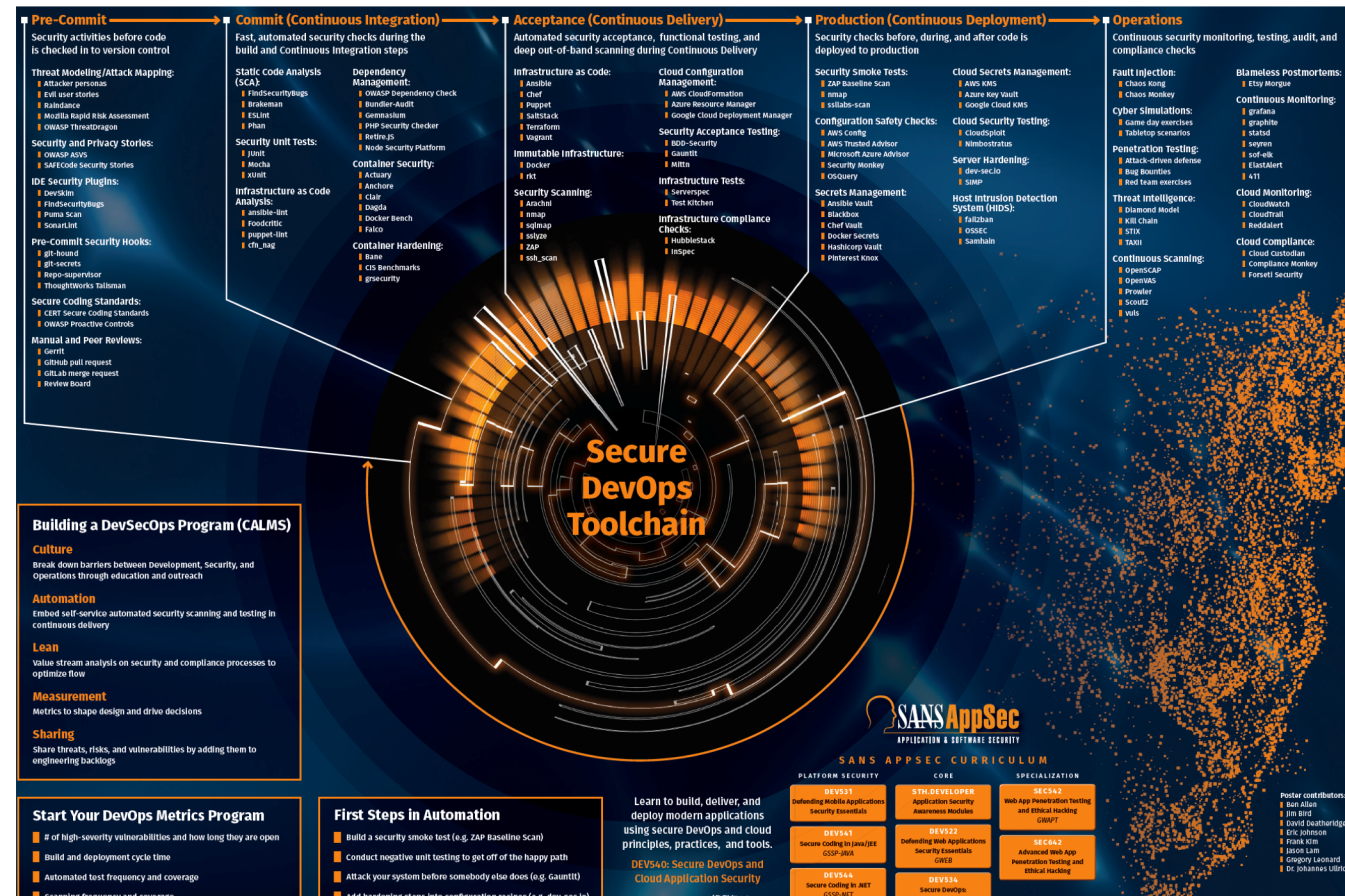 Pre-Commit
Security activities before code
is checked in to version control
Threat Modeling/Attack Mapping:
Attacker personas
Evil user stories
Raindance
Mozilla Rapid Risk Assessment
OWASP ThreatDragon
Security and Privacy Stories:
OWASP ASVS
SAFECode Security Stories
IDE Security Plugins:
DevSkim
FindSecurityBugs
Puma Scan
SonarLint
Pre-Commit Security Hooks:
git-hound
git-secrets
Repo-supervisor
ThoughtWorks Talisman
Secure Coding Standards:
CERT Secure Coding Standards
OWASP Proactive Controls
Manual and Peer Reviews:
Gerrit
GitHub pull request
GitLab merge request
Review Board
Commit (Continuous Integration)
Fast, automated security checks during the
build and Continuous Integration steps
Static Code Analysis
(SCA):
FindSecurityBugs
Brakeman
ESLint
Phan
Security Unit Tests:
JUnit
Mocha
xUnit
Infrastructure as Code
Analysis:
ansible-lint
Foodcritic
puppet-lint
cfn_nag
Dependency
Management:
OWASP Dependency Check
Bundler-Audit
Gemnasium
PHP Security Checker
Retire.JS
Node Security Platform
Container Security:
Actuary
Anchore
Clair
Dagda
Docker Bench
Falco
Container Hardening:
Bane
CIS Benchmarks
grsecurity
Acceptance (Continuous Delivery)
Automated security acceptance, functional testing, and
deep out-of-band scanning during Continuous Delivery
Infrastructure as Code:
Ansible
Chef
Puppet
SaltStack
Terraform
Vagrant
Immutable Infrastructure:
Docker
rkt
Security Scanning:
Arachni
nmap
sqlmap
sslyze
ZAP
ssh_scan
Cloud Configuration
Management:
AWS CloudFormation
Azure Resource Manager
Google Cloud Deployment Manager
Security Acceptance Testing:
BDD-Security
Gauntlt
Mittn
Infrastructure Tests:
Serverspec
Test Kitchen
Infrastructure Compliance
Checks:
HubbleStack
InSpec
Production (Continuous Deployment)
Security checks before, during, and after code is
deployed to production
Security Smoke Tests:
ZAP Baseline Scan
nmap
ssllabs-scan
Configuration Safety Checks:
AWS Config
AWS Trusted Advisor
Microsoft Azure Advisor
Security Monkey
OSQuery
Secrets Management:
Ansible Vault
Blackbox
Chef Vault
Docker Secrets
Hashicorp Vault
Pinterest Knox
Cloud Secrets Management:
AWS KMS
Azure Key Vault
Google Cloud KMS
Cloud Security Testing:
CloudSploit
Nimbostratus
Server Hardening:
dev-sec.io
SIMP
Host Intrusion Detection
System (HIDS):
fail2ban
OSSEC
Samhain
Operations
Continuous security monitoring, testing, audit, and
compliance checks
Fault Injection:
Chaos Kong
Chaos Monkey
Cyber Simulations:
Game day exercises
Tabletop scenarios
Penetration Testing:
Attack-driven defense
Bug Bounties
Red team exercises
Threat Intelligence:
Diamond Model
Kill Chain
STIX
TAXII
Continuous Scanning:
OpenSCAP
OpenVAS
Prowler
Scout2
vuls
Blameless Postmortems:
Etsy Morgue
Continuous Monitoring:
grafana
graphite
statsd
seyren
sof-elk
ElastAlert
411
Cloud Monitoring:
CloudWatch
CloudTrail
Reddalert
Cloud Compliance:
Cloud Custodian
Compliance Monkey
Forseti Security
Secure
DevOps
Toolchain
Building a DevSecOps Program (CALMS)
Culture
Break down barriers between Development, Security, and
Operations through education and outreach
Automation
Embed self-service automated security scanning and testing in
continuous delivery
Lean
Value stream analysis on security and compliance processes to
optimize flow
Measurement
Metrics to shape design and drive decisions
Sharing
Share threats, risks, and vulnerabilities by adding them to
engineering backlogs
Start Your DevOps Metrics Program
# of high-severity vulnerabilities and how long they are open
Build and deployment cycle time
Automated test frequency and coverage
Scanning frequency and coverage
First Steps in Automation
Build a security smoke test (e.g. ZAP Baseline Scan)
Conduct negative unit testing to get off of the happy path
Attack your system before somebody else does (e.g. Gauntlt)
Add hardening steps into configuration recipes (e.g. dev-sec.io)
Learn to build, deliver, and
deploy modern applications
using secure DevOps and cloud
principles, practices, and tools.
DEV540: Secure DevOps and
Cloud Application Security
SANS AppSec
APPLICATION & SOFTWARE SECURITY
SANS APPSEC CURRICULUM
PLATFORM SECURITY
DEV531
Defending Mobile Applications
Security Essentials
DEV541
Secure Coding in Java/JEE
GSSP-JAVA
DEV544
Secure Coding in .NET
GSSP-.NET
CORE
STH.DEVELOPER
Application Security
Awareness Modules
DEV522
Defending Web Applications
Security Essentials
GWEB
DEV534
Secure DevOps
SPECIALIZATION
SEC542
Web App Penetration Testing
and Ethical Hacking
GWAPT
SEC642
Advanced Web App
Penetration Testing and
Ethical Hacking
Poster contributors:
Ben Allen
Jim Bird
David Deatheridge
Eric Johnson
Frank Kim
Jason Lam
Gregory Leonard
Dr. Johannes Ullrich